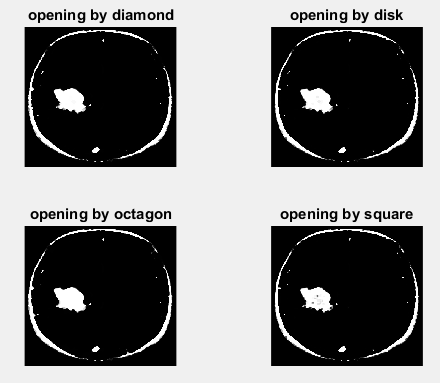 opening by diamond
opening by disk
opening by octagon
opening by square